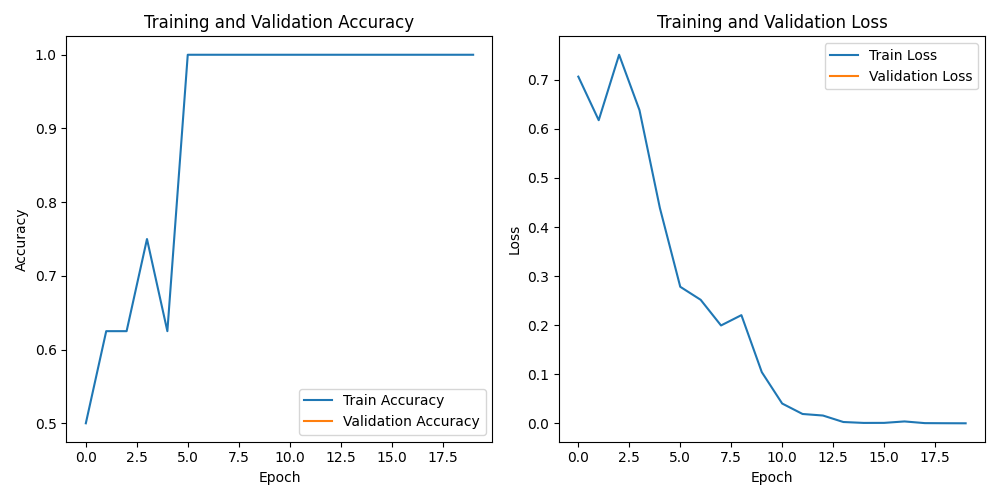 Training and Validation Accuracy
1.0
0.9
0.8
0.7
0.6
0.5
Accuracy
Train Accuracy
Validation Accuracy
0.0 2.5 5.0 7.5 10.0 12.5 15.0 17.5
Epoch
Training and Validation Loss
Train Loss
Validation Loss
0.7
0.6
0.5
0.4
0.3
0.2
0.1
0.0
Loss
0.0 2.5 5.0 7.5 10.0 12.5 15.0 17.5
Epoch